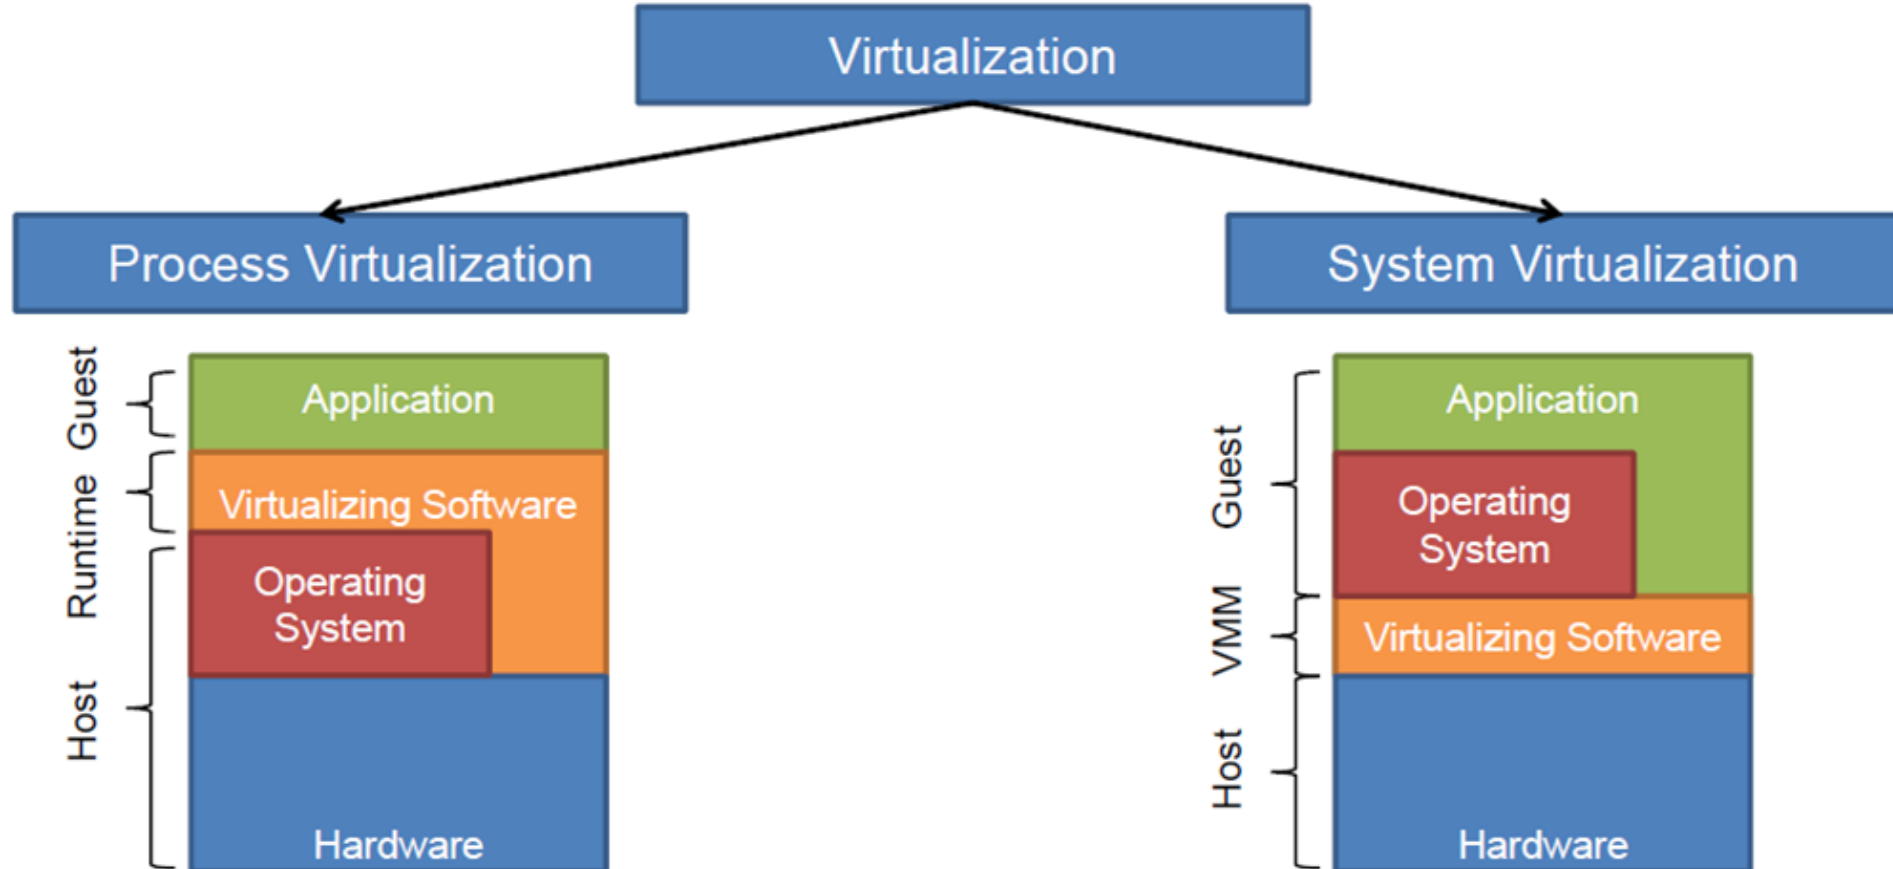 Virtualization
Process Virtualization
System Virtualization
Guest
Application
Runtime
Virtualizing Software
Operating
System
Host
Hardware
Guest
Application
Operating
System
VMM
Virtualizing Software
Host
Hardware